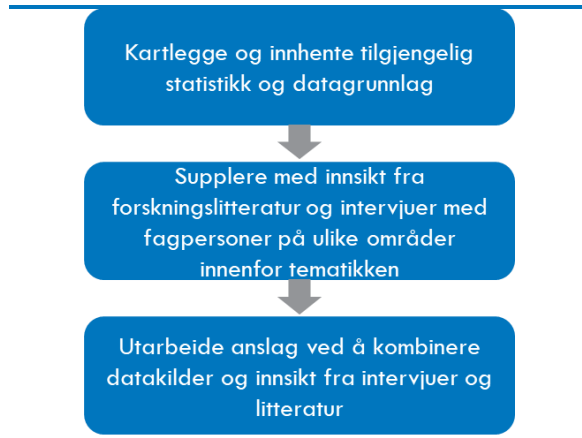 Kartlegge og innhente tilgjengelig
statistikk og datagrunnlag
Supplere med innsikt fra
forskningslitteratur og intervjuer med
fagpersoner på ulike områder
innenfor tematikken
Utarbeide anslag ved å kombinere
datakilder og innsikt fra intervjuer og
litteratur